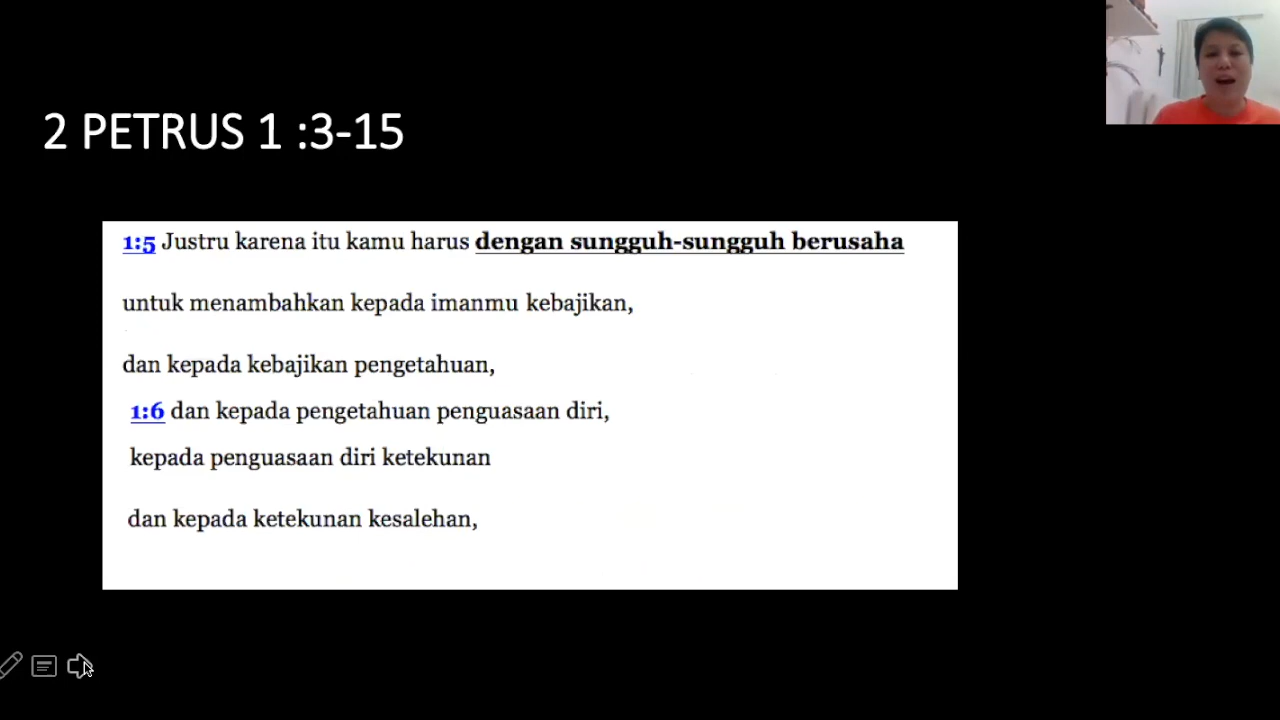 2 PETRUS 1 :3-15
1:5 Justru karena itu kamu harus dengan sungguh-sungguh berusaha
untuk menambahkan kepada imanmu kebajikan,
dan kepada kebajikan pengetahuan,
1:6 dan kepada pengetahuan penguasaan diri,
kepada penguasaan diri ketekunan
dan kepada ketekunan kesalehan,